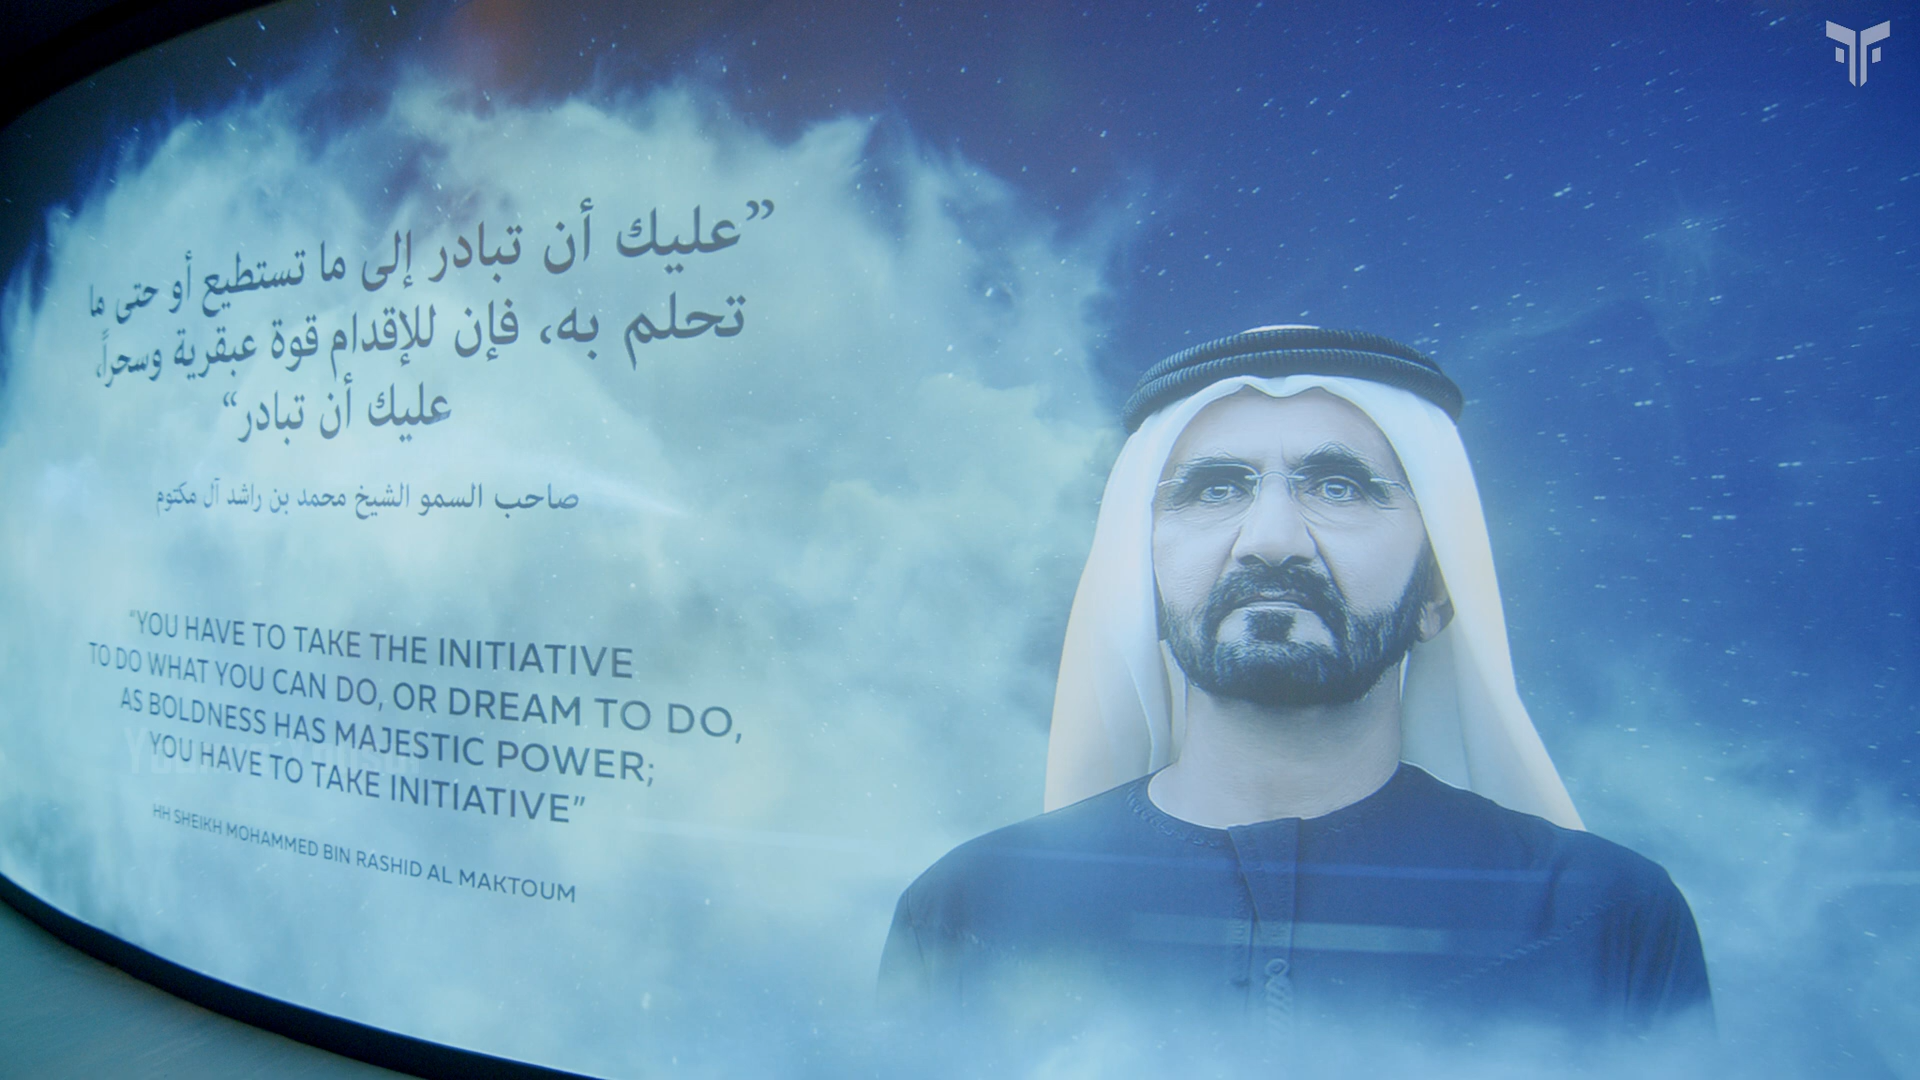 ”عليك أن تبادر إلى ما تستطيع أو حتى ما
تحلم به، فإن للإقدام قوة عبقرية وسحراً،
عليك أن تبادر“
صاحب السمو الشيخ محمد بن راشد آل مكتوم
“YOU HAVE TO TAKE THE INITIATIVE
TO DO WHAT YOU CAN DO, OR DREAM TO DO,
AS BOLDNESS HAS MAJESTIC POWER;
YOU HAVE TO TAKE INITIATIVE”
HH SHEIKH MOHAMMED BIN RASHID AL MAKTOUM